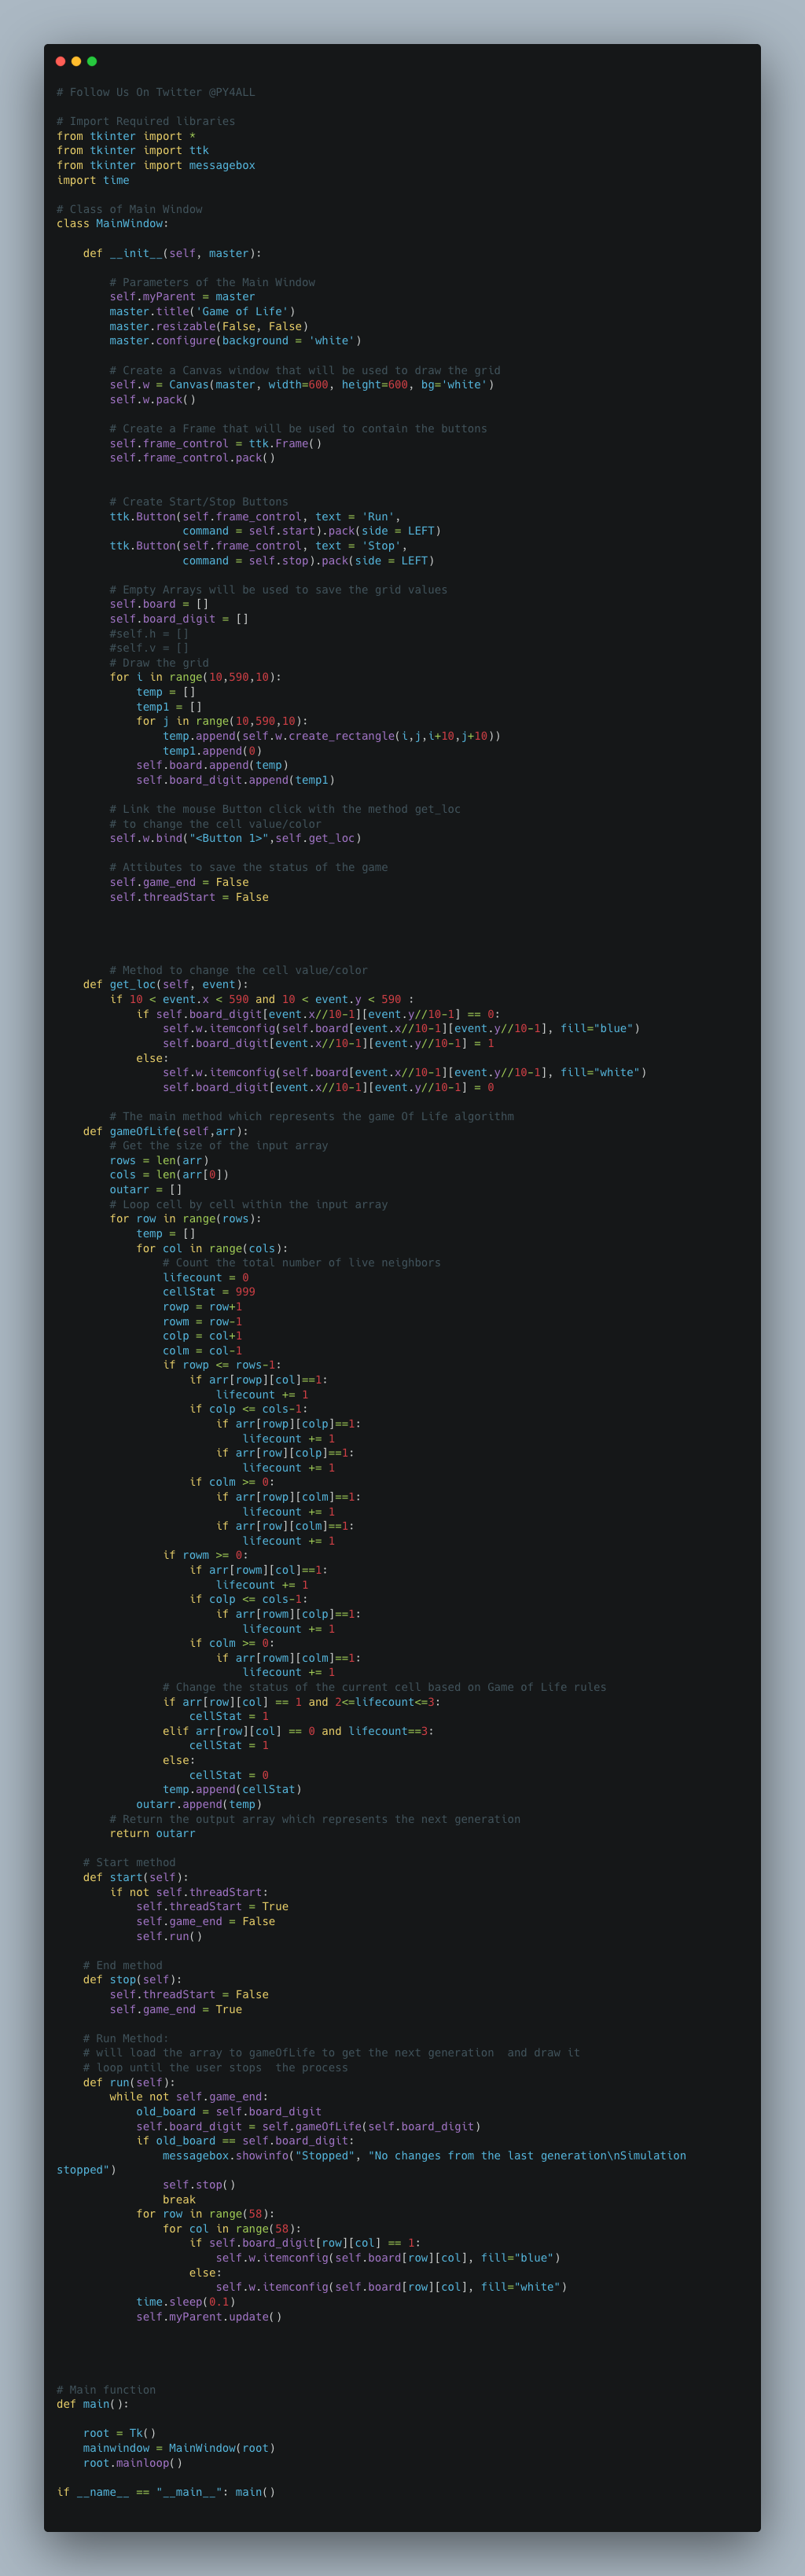 # Follow Us On Twitter @PY4ALL

# Import Required libraries
from tkinter import *
from tkinter import ttk
from tkinter import messagebox
import time

# Class of Main Window
class MainWindow:

    def __init__(self, master):

        # Parameters of the Main Window
        self.myParent = master
        master.title('Game of Life')
        master.resizable(False, False)
        master.configure(background = 'white')

        # Create a Canvas window that will be used to draw the grid
        self.w = Canvas(master, width=600, height=600, bg='white')
        self.w.pack()

        # Create a Frame that will be used to contain the buttons
        self.frame_control = ttk.Frame()
        self.frame_control.pack()


        # Create Start/Stop Buttons
        ttk.Button(self.frame_control, text = 'Run',
                   command = self.start).pack(side = LEFT)
        ttk.Button(self.frame_control, text = 'Stop',
                   command = self.stop).pack(side = LEFT)

        # Empty Arrays will be used to save the grid values
        self.board = []
        self.board_digit = []
        #self.h = []
        #self.v = []
        # Draw the grid
        for i in range(10,590,10):
            temp = []
            temp1 = []
            for j in range(10,590,10):
                temp.append(self.w.create_rectangle(i,j,i+10,j+10))
                temp1.append(0)
            self.board.append(temp)
            self.board_digit.append(temp1)

        # Link the mouse Button click with the method get_loc
        # to change the cell value/color
        self.w.bind("<Button 1>",self.get_loc)

        # Attibutes to save the status of the game
        self.game_end = False
        self.threadStart = False




        # Method to change the cell value/color
    def get_loc(self, event):
        if 10 < event.x < 590 and 10 < event.y < 590 :
            if self.board_digit[event.x//10-1][event.y//10-1] == 0:
                self.w.itemconfig(self.board[event.x//10-1][event.y//10-1], fill="blue")
                self.board_digit[event.x//10-1][event.y//10-1] = 1
            else:
                self.w.itemconfig(self.board[event.x//10-1][event.y//10-1], fill="white")
                self.board_digit[event.x//10-1][event.y//10-1] = 0

        # The main method which represents the game Of Life algorithm
    def gameOfLife(self,arr):
        # Get the size of the input array
        rows = len(arr)
        cols = len(arr[0])
        outarr = []
        # Loop cell by cell within the input array
        for row in range(rows):
            temp = []
            for col in range(cols):
                # Count the total number of live neighbors
                lifecount = 0
                cellStat = 999
                rowp = row+1
                rowm = row-1
                colp = col+1
                colm = col-1
                if rowp <= rows-1:
                    if arr[rowp][col]==1:
                        lifecount += 1
                    if colp <= cols-1:
                        if arr[rowp][colp]==1:
                            lifecount += 1
                        if arr[row][colp]==1:
                            lifecount += 1
                    if colm >= 0:
                        if arr[rowp][colm]==1:
                            lifecount += 1
                        if arr[row][colm]==1:
                            lifecount += 1
                if rowm >= 0:
                    if arr[rowm][col]==1:
                        lifecount += 1
                    if colp <= cols-1:
                        if arr[rowm][colp]==1:
                            lifecount += 1
                    if colm >= 0:
                        if arr[rowm][colm]==1:
                            lifecount += 1
                # Change the status of the current cell based on Game of Life rules
                if arr[row][col] == 1 and 2<=lifecount<=3:
                    cellStat = 1
                elif arr[row][col] == 0 and lifecount==3:
                    cellStat = 1
                else:
                    cellStat = 0
                temp.append(cellStat)
            outarr.append(temp)
        # Return the output array which represents the next generation
        return outarr

    # Start method
    def start(self):
        if not self.threadStart:
            self.threadStart = True
            self.game_end = False
            self.run()

    # End method
    def stop(self):
        self.threadStart = False
        self.game_end = True

    # Run Method:
    # will load the array to gameOfLife to get the next generation  and draw it
    # loop until the user stops  the process
    def run(self):
        while not self.game_end:
            old_board = self.board_digit
            self.board_digit = self.gameOfLife(self.board_digit)
            if old_board == self.board_digit:
                messagebox.showinfo("Stopped", "No changes from the last generation\nSimulation
stopped")
                self.stop()
                break
            for row in range(58):
                for col in range(58):
                    if self.board_digit[row][col] == 1:
                        self.w.itemconfig(self.board[row][col], fill="blue")
                    else:
                        self.w.itemconfig(self.board[row][col], fill="white")
            time.sleep(0.1)
            self.myParent.update()




# Main function
def main():

    root = Tk()
    mainwindow = MainWindow(root)
    root.mainloop()

if __name__ == "__main__": main()